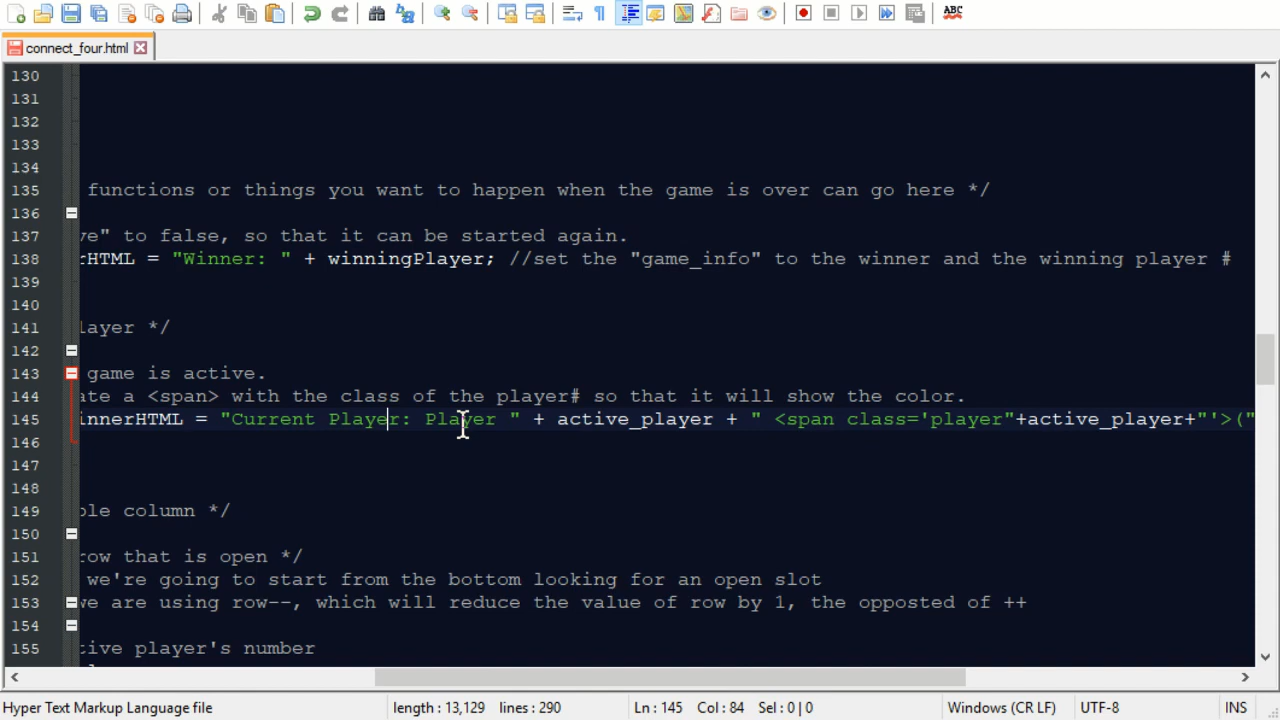 ABC
connect_four.html
130
131
132
133
134
135 functions or things you want to happen when the game is over can go here */
136
137 ve" to false, so that it can be started again.
138 rHTML = "Winner: " + winningPlayer; //set the "game_info" to the winner and the winning player #
139
140
141 layer */
142
143 game is active.
144 ate a <span> with the class of the player# so that it will show the color.
145 innerHTML = "Current Player: Player " + active_player + " <span class='player"+active_player+"'>("
146
147
148
149 ble column */
150
151 row that is open */
152 we're going to start from the bottom looking for an open slot
153 we are using row--, which will reduce the value of row by 1, the opposted of ++
154
155 tive player's number
Hyper Text Markup Language file length : 13,129 lines : 290 Ln : 145 Col : 84 Sel : 0 | 0 Windows (CR LF) UTF-8 INS